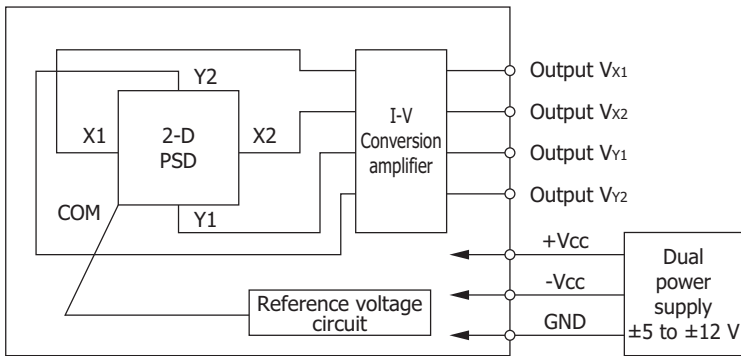 Y2
X1
2-D
PSD
X2
COM
Y1
I-V
Conversion
amplifier
Output VX1
Output VX2
Output VY1
Output VY2
Reference voltage
circuit
+Vcc
-Vcc
GND
Dual
power
supply
±5 to ±12 V